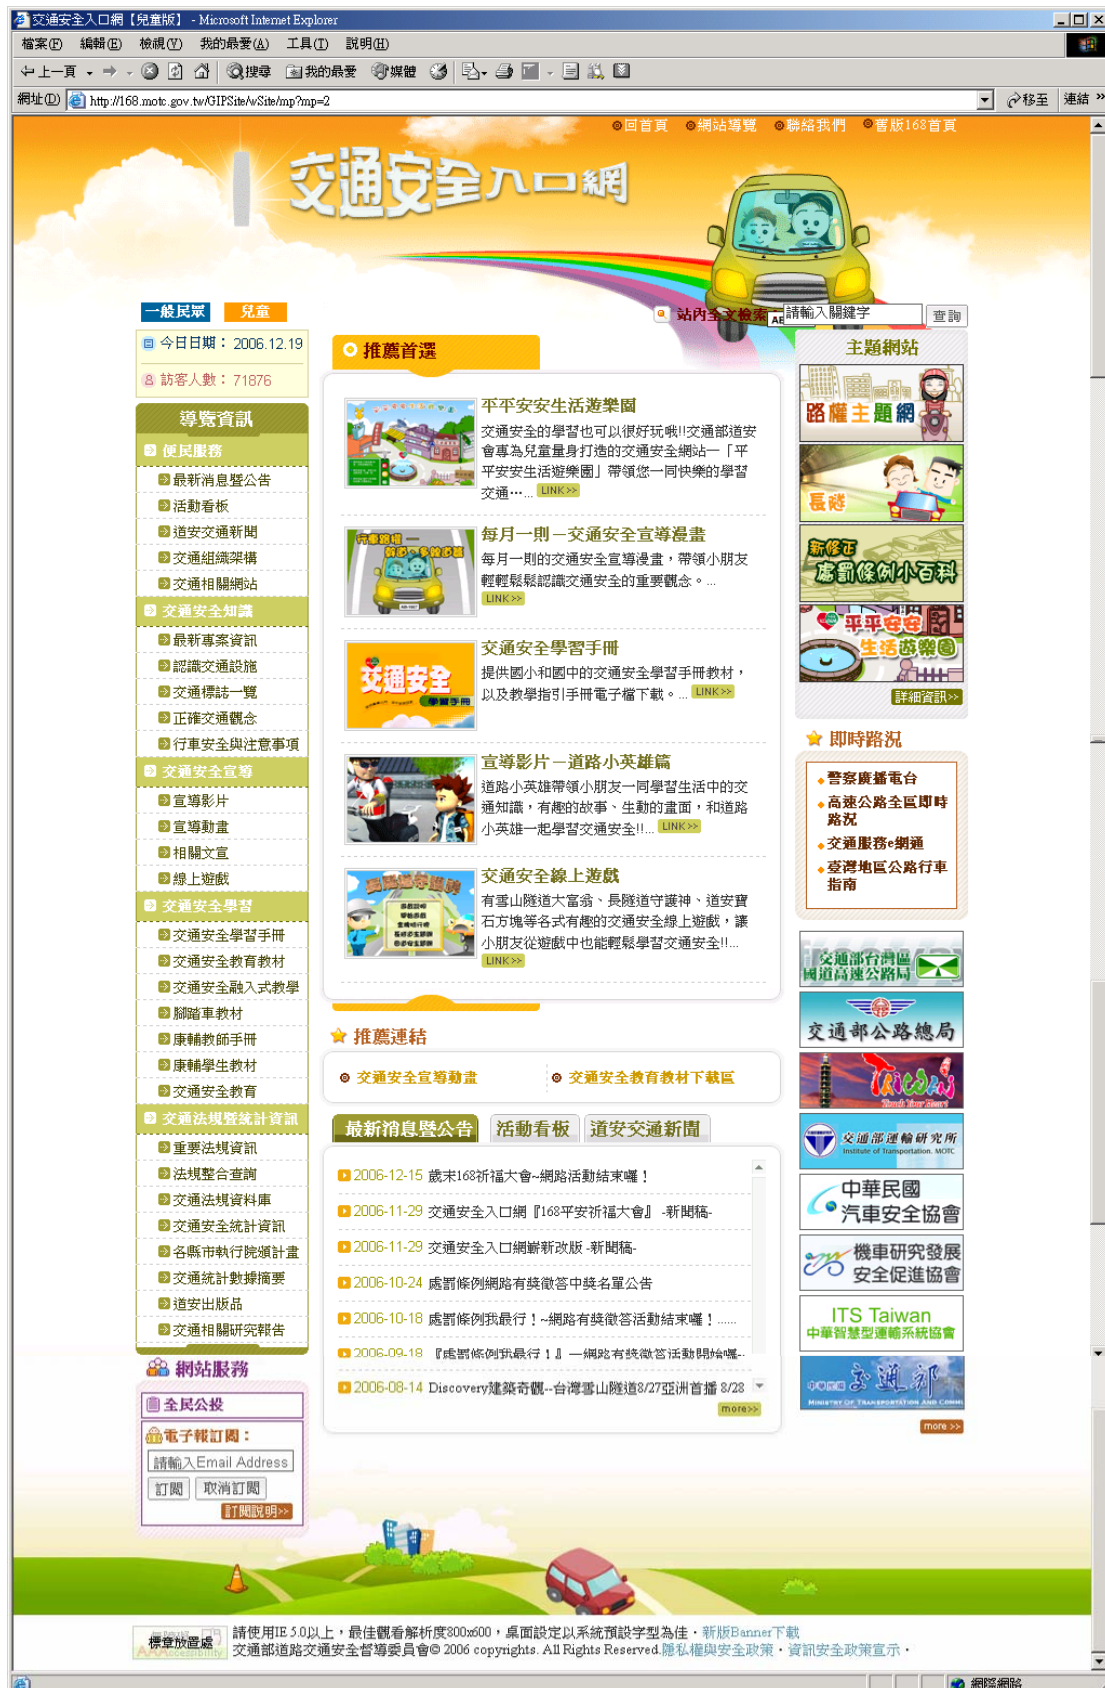 交通安全入口網【兒童版】 - Microsoft Internet Explorer
檔案(F) 編輯(E) 檢視(V) 我的最愛(A) 工具(T) 說明(H)
上一頁 搜尋 我的最愛 媒體
網址(D) http://168.motc.gov.tw/GIPSite/wSite/mp?mp=2 移至 連結 »
回首頁 網站導覽 聯絡我們 舊版168首頁
交通安全入口網
一般民眾 兒童
站內全文檢索 請輸入關鍵字 查詢
今日日期：2006.12.19
訪客人數：71876
導覽資訊
便民服務
最新消息暨公告
活動看板
道安交通新聞
交通組織架構
交通相關網站
交通安全知識
最新專案資訊
認識交通設施
交通標誌一覽
正確交通觀念
行車安全與注意事項
交通安全宣導
宣導影片
宣導動畫
相關文宣
線上遊戲
交通安全學習
交通安全學習手冊
交通安全教育教材
交通安全融入式教學
腳踏車教材
康輔教師手冊
康輔學生教材
交通安全教育
交通法規暨統計資訊
重要法規資訊
法規整合查詢
交通法規資料庫
交通安全統計資訊
各縣市執行院頒計畫
交通統計數據摘要
道安出版品
交通相關研究報告
網站服務
全民公投
電子報訂閱：
請輸入Email Address
訂閱 取消訂閱
訂閱說明>>
推薦首選
平平安安生活遊樂園
交通安全的學習也可以很好玩哦!!交通部道安
會專為兒童量身打造的交通安全網站—「平
平安安生活遊樂園」帶領您一同快樂的學習
交通‧‧‧... LINK>>
行車路權
幹道‧多線道篇
每月一則－交通安全宣導漫畫
每月一則的交通安全宣導漫畫，帶領小朋友
輕輕鬆鬆認識交通安全的重要觀念。...
LINK>>
交通安全
學習手冊
交通安全學習手冊
提供國小和國中的交通安全學習手冊教材，
以及教學指引手冊電子檔下載。... LINK>>
宣導影片－道路小英雄篇
道路小英雄帶領小朋友一同學習生活中的交
通知識，有趣的故事、生動的畫面，和道路
小英雄一起學習交通安全!!... LINK>>
交通安全線上遊戲
有雪山隧道大富翁、長隧道守護神、道安寶
石方塊等各式有趣的交通安全線上遊戲，讓
小朋友從遊戲中也能輕鬆學習交通安全!!...
LINK>>
推薦連結
交通安全宣導動畫 交通安全教育教材下載區
最新消息暨公告 活動看板 道安交通新聞
2006-12-15 歲末168祈福大會~網路活動結束囉！
2006-11-29 交通安全入口網『168平安祈福大會』 -新聞稿-
2006-11-29 交通安全入口網嶄新改版 -新聞稿-
2006-10-24 處罰條例網路有獎徵答中獎名單公告
2006-10-18 處罰條例我最行！~網路有獎徵答活動結束囉！......
2006-09-18 『處罰條例我最行！』—網路有獎徵答活動開始囉..
2006-08-14 Discovery建築奇觀--台灣雪山隧道8/27亞洲首播 8/28
more>>
主題網站
路權主題網
長隧
新修正
處罰條例小百科
平平安安
生活遊樂園
詳細資訊>>
即時路況
警察廣播電台
高速公路全區即時
路況
交通服務e網通
臺灣地區公路行車
指南
交通部台灣區
國道高速公路局
交通部公路總局
TAIWAN
Touch Your Heart
交通部運輸研究所
Institute of Transportation. MOTC
中華民國
汽車安全協會
機車研究發展
安全促進協會
ITS Taiwan
中華智慧型運輸系統協會
中華民國 交通部
MINISTRY OF TRANSPORTATION AND COMMU
more >>
標章放置處
請使用IE 5.0以上，最佳觀看解析度800x600，桌面設定以系統預設字型為佳‧新版Banner下載
交通部道路交通安全督導委員會© 2006 copyrights. All Rights Reserved.隱私權與安全政策‧資訊安全政策宣示‧
網際網路